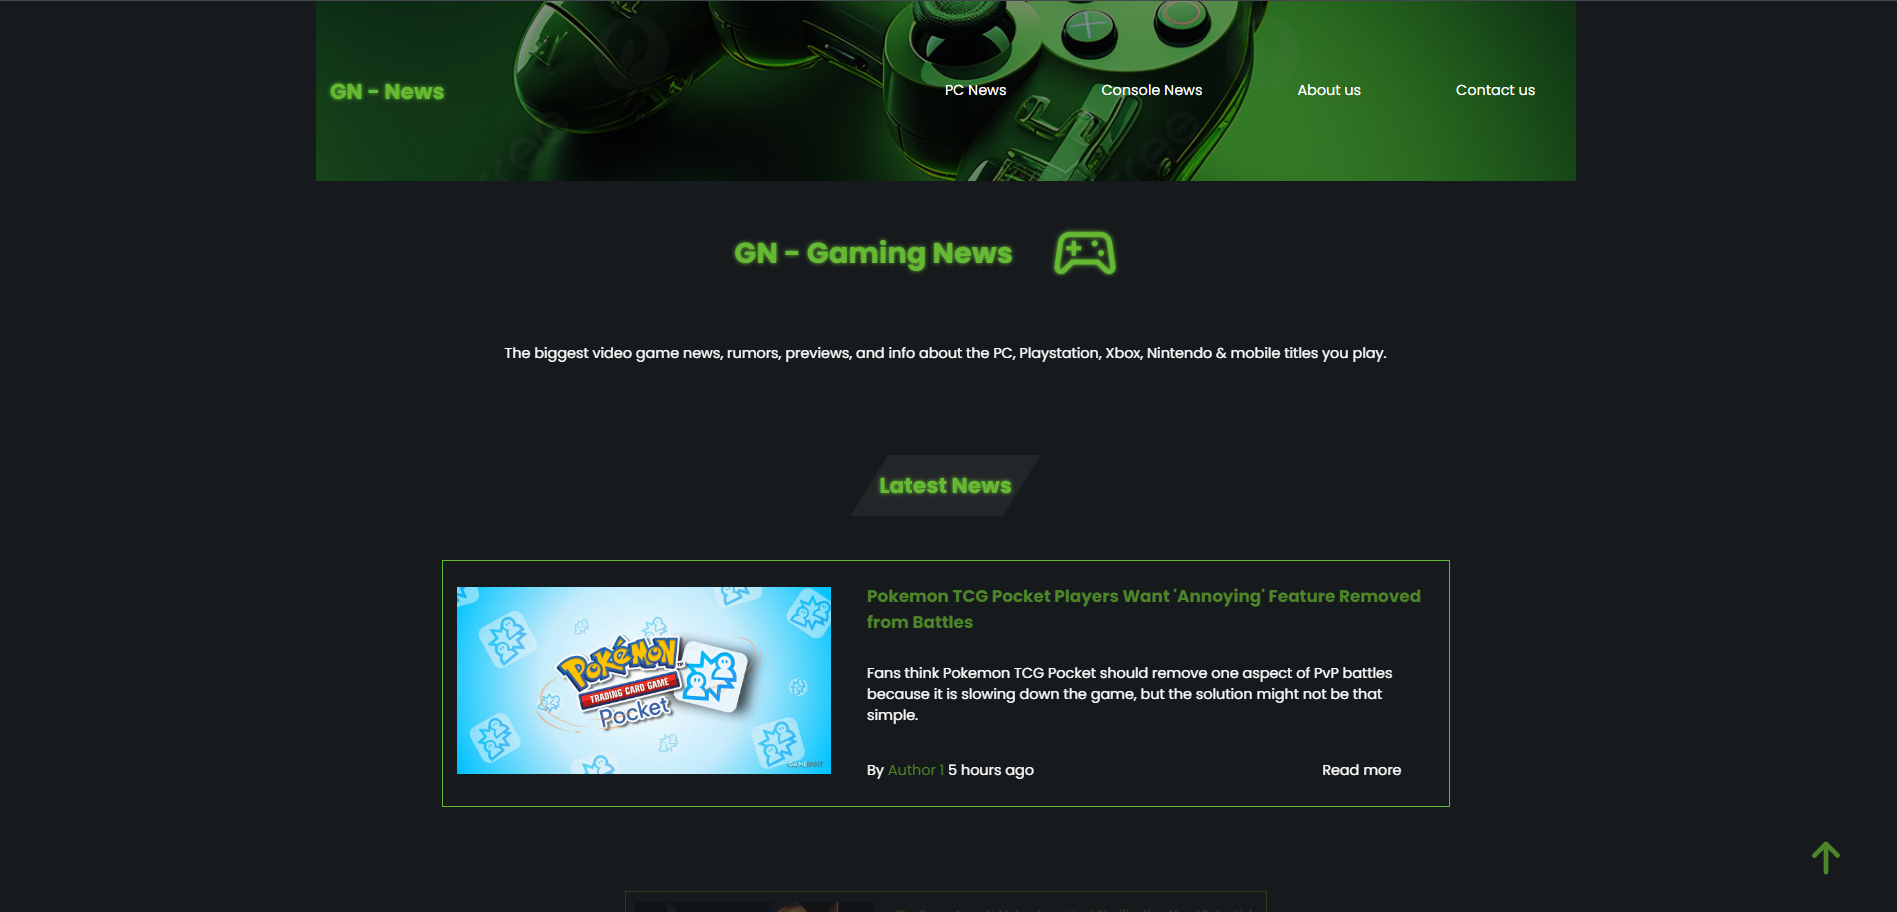 GN - News
PC News
Console News
About us
Contact us
GN - Gaming News
The biggest video game news, rumors, previews, and info about the PC, Playstation, Xbox, Nintendo & mobile titles you play.
Latest News
POKéMON
TRADING CARD GAME
Pocket
GAMERANT
Pokemon TCG Pocket Players Want 'Annoying' Feature Removed
from Battles
Fans think Pokemon TCG Pocket should remove one aspect of PvP battles
because it is slowing down the game, but the solution might not be that
simple.
By Author 1 5 hours ago
Read more